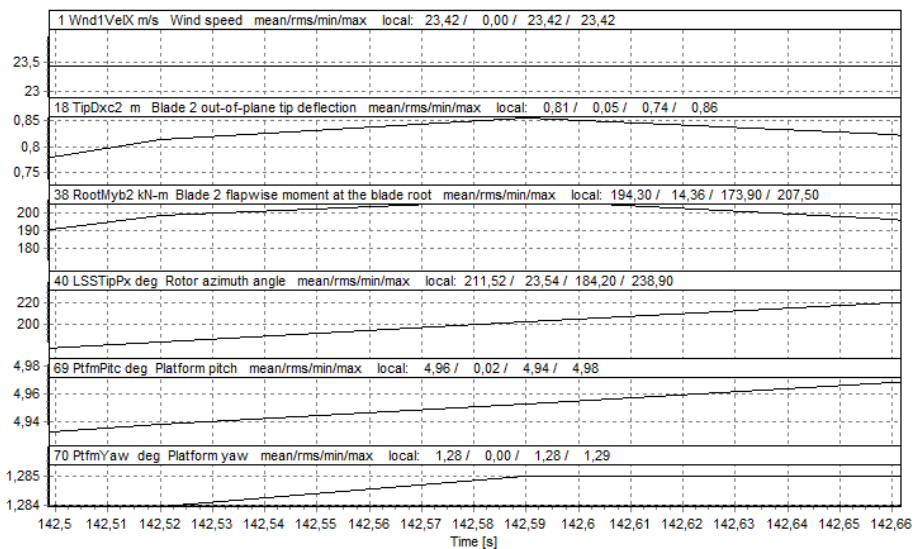 1 Wnd1VelX m/s Wind speed mean/rms/min/max local: 23,42 / 0,00 / 23,42 / 23,42
23,5
23
18 TipDxc2 m Blade 2 out-of-plane tip deflection mean/rms/min/max local: 0,81 / 0,05 / 0,74 / 0,86
0,85
0,8
0,75
38 RootMyb2 kN-m Blade 2 flapwise moment at the blade root mean/rms/min/max local: 194,30 / 14,36 / 173,90 / 207,50
200
190
180
40 LSSTipPx deg Rotor azimuth angle mean/rms/min/max local: 211,52 / 23,54 / 184,20 / 238,90
220
200
69 PtfmPitc deg Platform pitch mean/rms/min/max local: 4,96 / 0,02 / 4,94 / 4,98
4,98
4,96
4,94
70 PtfmYaw deg Platform yaw mean/rms/min/max local: 1,28 / 0,00 / 1,28 / 1,29
1,285
1,284
142,5 142,51 142,52 142,53 142,54 142,55 142,56 142,57 142,58 142,59 142,6 142,61 142,62 142,63 142,64 142,65 142,66
Time [s]